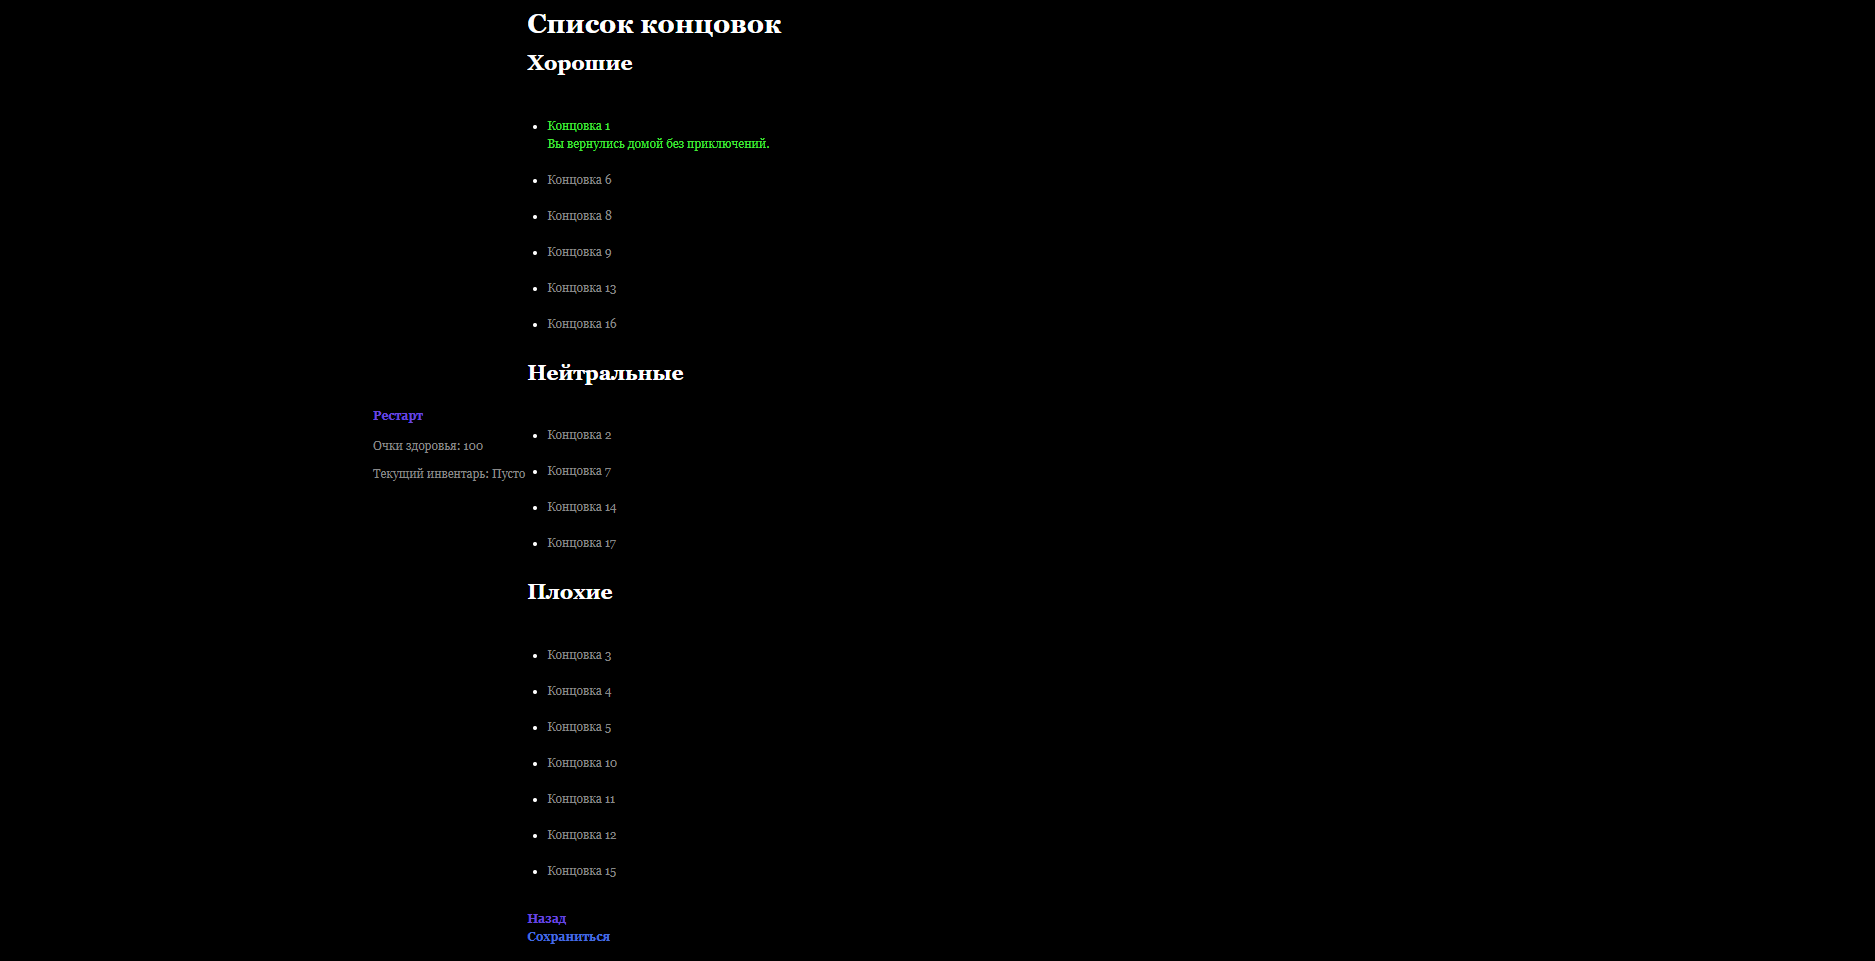 Список концовок
Хорошие
Концовка 1
Вы вернулись домой без приключений.
Концовка 6
Концовка 8
Концовка 9
Концовка 13
Концовка 16
Нейтральные
Рестарт
Очки здоровья: 100
Текущий инвентарь: Пусто
Концовка 2
Концовка 7
Концовка 14
Концовка 17
Плохие
Концовка 3
Концовка 4
Концовка 5
Концовка 10
Концовка 11
Концовка 12
Концовка 15
Назад
Сохраниться